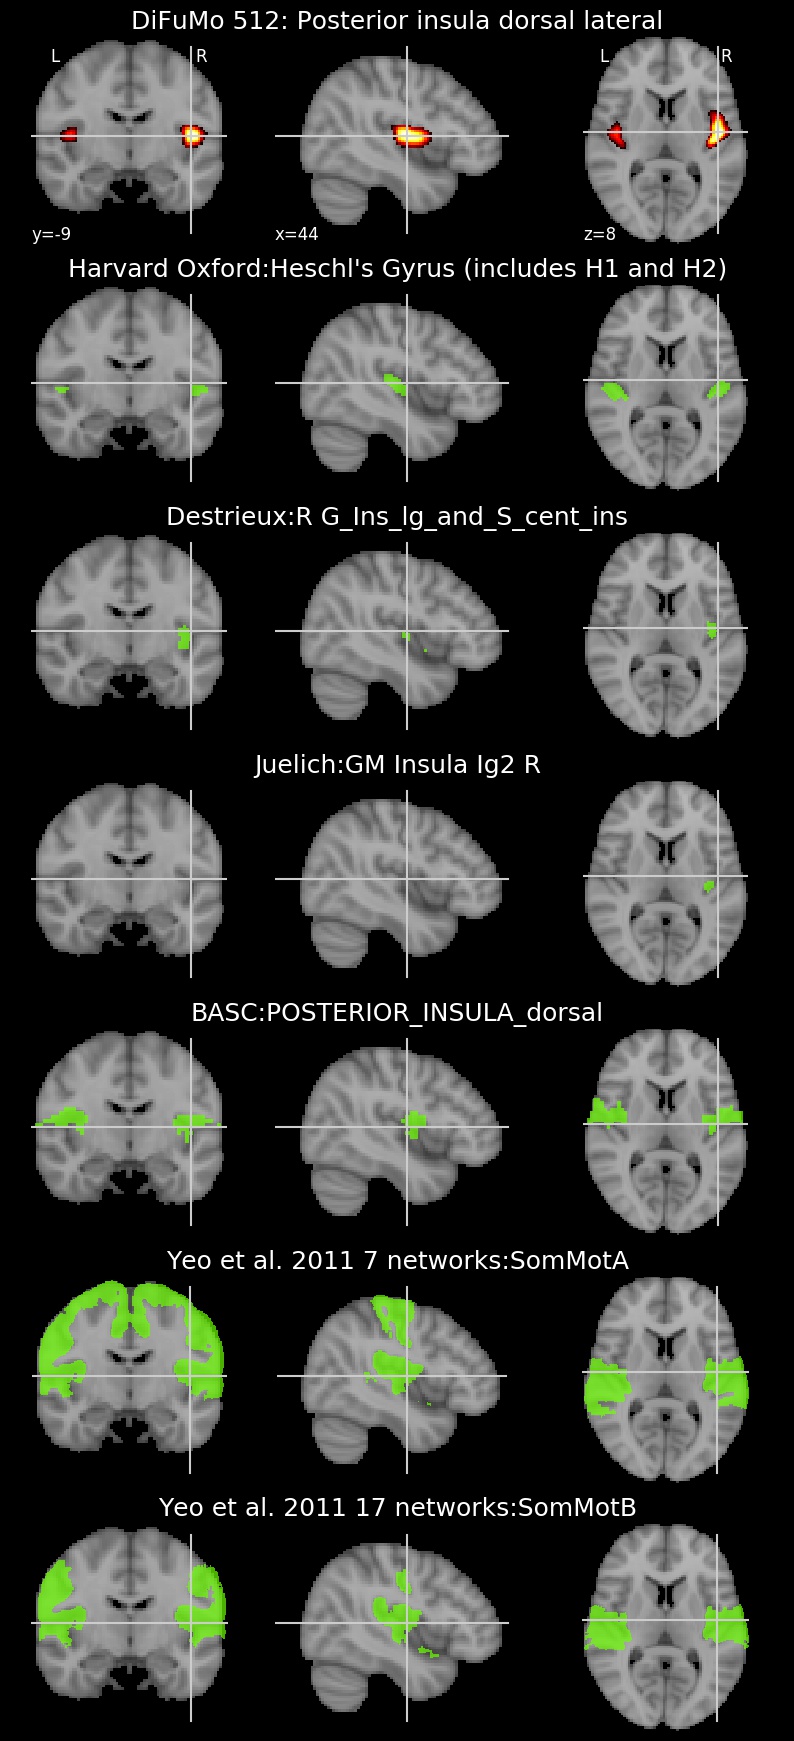 DiFuMo 512: Posterior insula dorsal lateral
L R L R
y=-9 x=44 z=8
Harvard Oxford:Heschl's Gyrus (includes H1 and H2)
Destrieux:R G_Ins_lg_and_S_cent_ins
Juelich:GM Insula Ig2 R
BASC:POSTERIOR_INSULA_dorsal
Yeo et al. 2011 7 networks:SomMotA
Yeo et al. 2011 17 networks:SomMotB